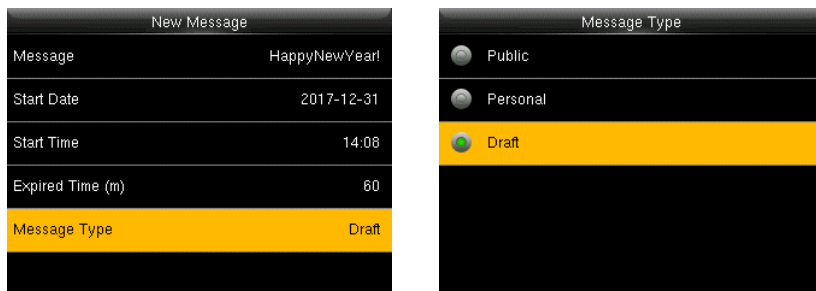 New Message
Message HappyNewYear!
Start Date 2017-12-31
Start Time 14:08
Expired Time (m) 60
Message Type Draft
Message Type
Public
Personal
Draft